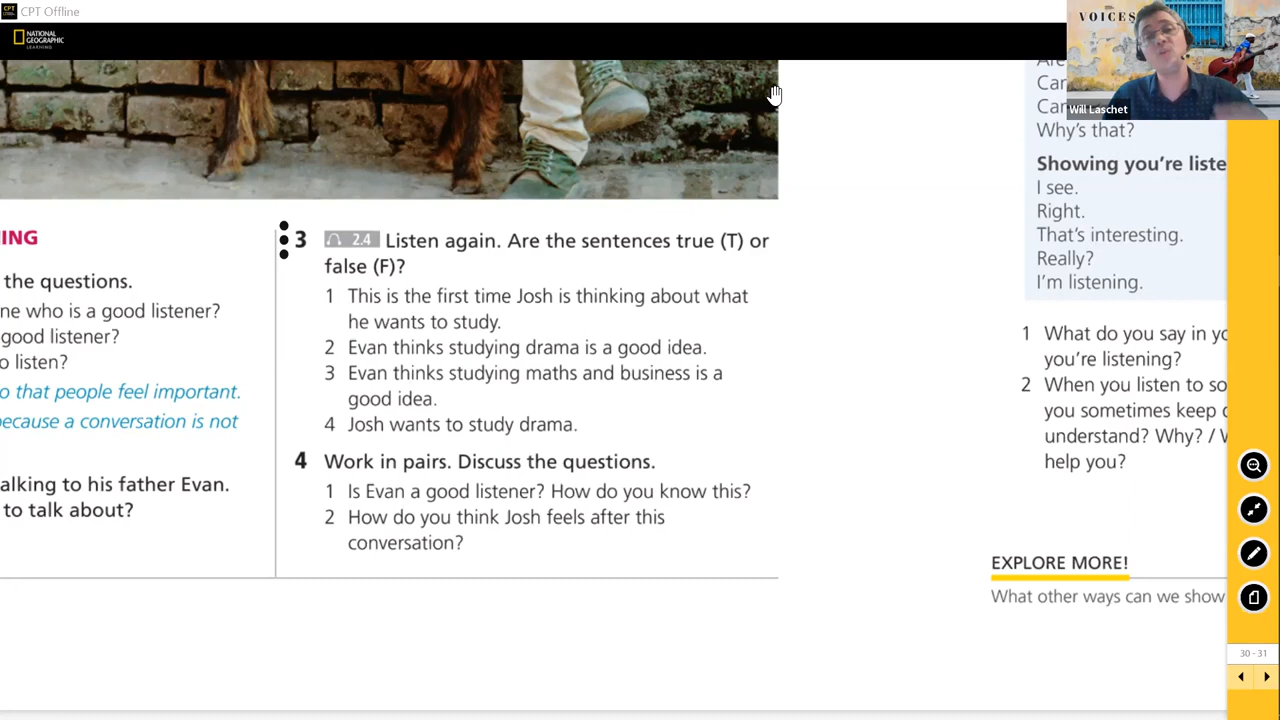 CPT Offline
CPT
NATIONAL
GEOGRAPHIC
LEARNING
VOICES
Will Laschet
ING
the questions.
ne who is a good listener?
good listener?
o listen?
o that people feel important.
ecause a conversation is not
alking to his father Evan.
to talk about?
3 2.4 Listen again. Are the sentences true (T) or
false (F)?
1 This is the first time Josh is thinking about what
he wants to study.
2 Evan thinks studying drama is a good idea.
3 Evan thinks studying maths and business is a
good idea.
4 Josh wants to study drama.
4 Work in pairs. Discuss the questions.
1 Is Evan a good listener? How do you know this?
2 How do you think Josh feels after this
conversation?
Why's that?
Showing you're liste
I see.
Right.
That's interesting.
Really?
I'm listening.
1 What do you say in yo
you're listening?
2 When you listen to so
you sometimes keep
understand? Why? /
help you?
EXPLORE MORE!
What other ways can we show
30 - 31